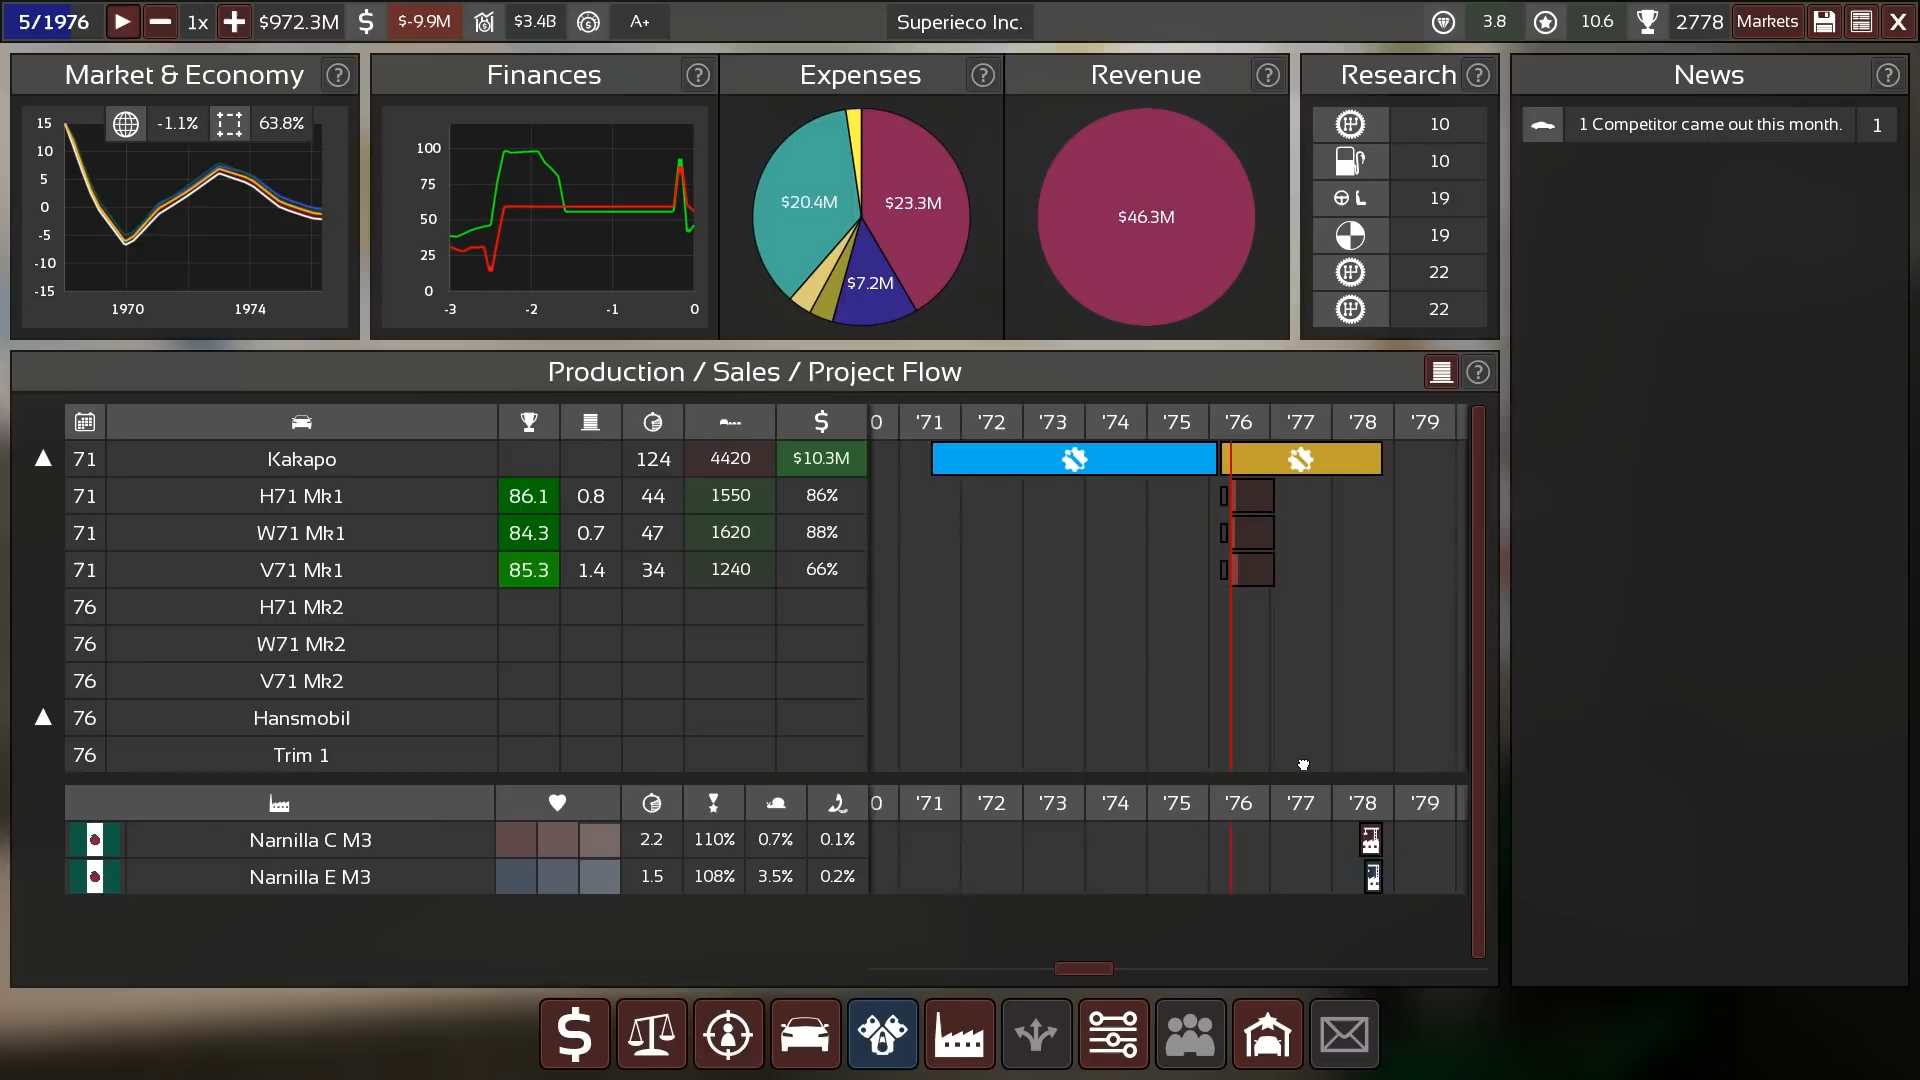 5/1976 1x $972.3M $ $-9.9M $3.4B A+ Superieco Inc. 3.8 10.6 2778 Markets X
Market & Economy ? Finances ? Expenses ? Revenue ? Research ? News ?
-1.1% 63.8%
15
10
5
0
-5
-10
-15
1970 1974
100
75
50
25
0
-3 -2 -1 0
$20.4M $23.3M
$7.2M
$46.3M
10
10
19
19
22
22
1 Competitor came out this month. 1
Production / Sales / Project Flow ?
$ 0 '71 '72 '73 '74 '75 '76 '77 '78 '79
71 Kakapo 124 4420 $10.3M
71 H71 Mk1 86.1 0.8 44 1550 86%
71 W71 Mk1 84.3 0.7 47 1620 88%
71 V71 Mk1 85.3 1.4 34 1240 66%
76 H71 Mk2
76 W71 Mk2
76 V71 Mk2
76 Hansmobil
76 Trim 1
0 '71 '72 '73 '74 '75 '76 '77 '78 '79
Narnilla C M3 2.2 110% 0.7% 0.1%
Narnilla E M3 1.5 108% 3.5% 0.2%
$